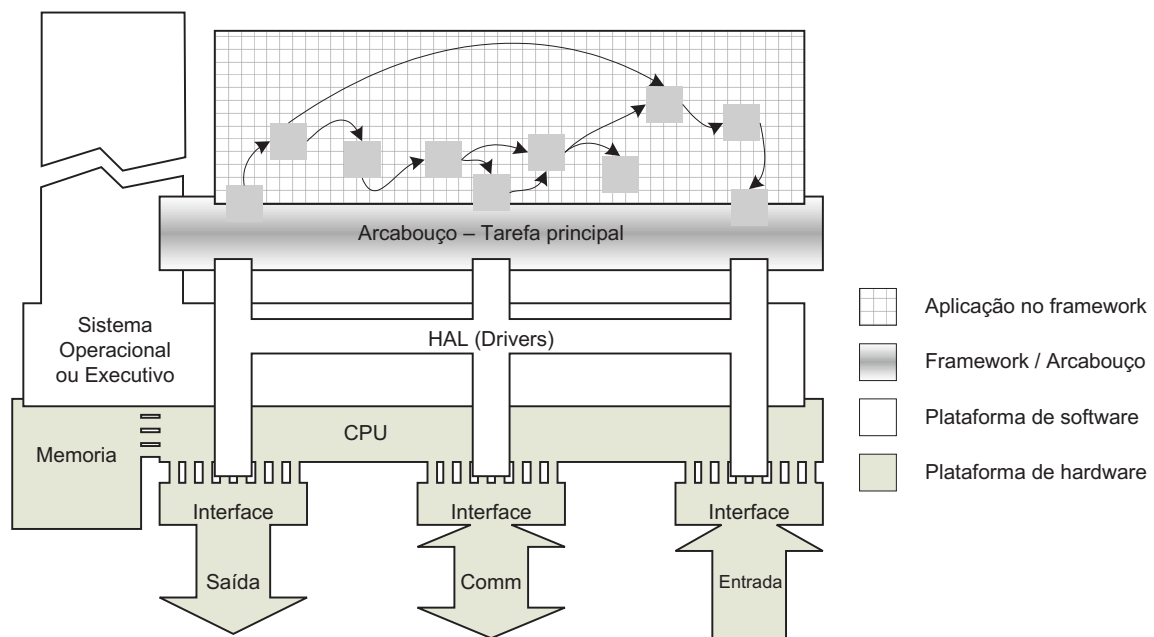 Arcabouço – Tarefa principal
Sistema
Operacional
ou Executivo
HAL (Drivers)
Memoria
CPU
Interface
Interface
Interface
Saída
Comm
Entrada
Aplicação no framework
Framework / Arcabouço
Plataforma de software
Plataforma de hardware